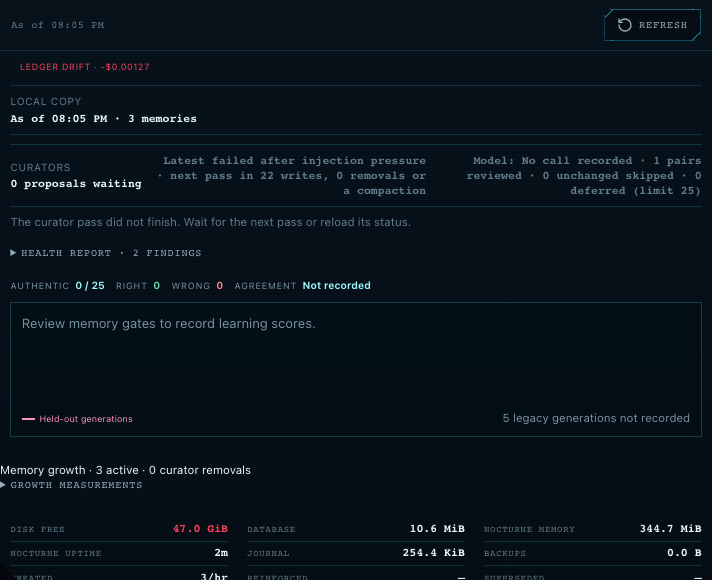 As of 08:05 PM
REFRESH
LEDGER DRIFT · -$0.00127
LOCAL COPY
As of 08:05 PM · 3 memories
CURATORS
0 proposals waiting
Latest failed after injection pressure
· next pass in 22 writes, 0 removals or
a compaction
Model: No call recorded · 1 pairs
reviewed · 0 unchanged skipped · 0
deferred (limit 25)
The curator pass did not finish. Wait for the next pass or reload its status.
HEALTH REPORT · 2 FINDINGS
AUTHENTIC 0 / 25 RIGHT 0 WRONG 0 AGREEMENT Not recorded
Review memory gates to record learning scores.
Held-out generations
5 legacy generations not recorded
Memory growth · 3 active · 0 curator removals
GROWTH MEASUREMENTS
DISK FREE 47.0 GiB DATABASE 10.6 MiB NOCTURNE MEMORY 344.7 MiB
NOCTURNE UPTIME 2m JOURNAL 254.4 KiB BACKUPS 0.0 B
CREATED 3/hr REINFORCED — SUPERSEDED —